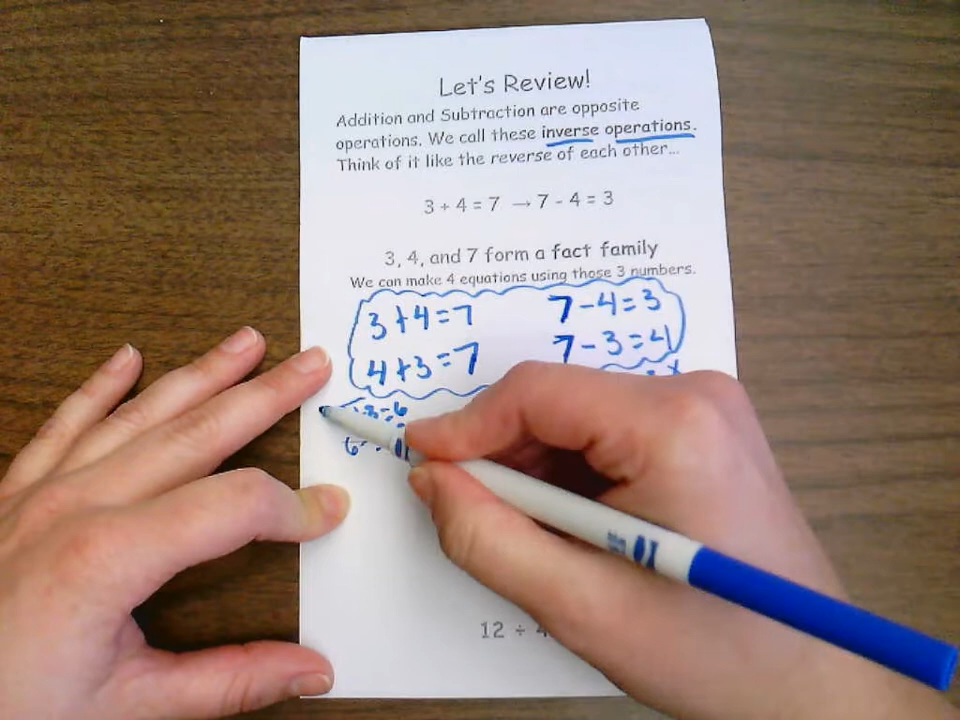 Let's Review!
Addition and Subtraction are opposite
operations. We call these inverse operations.
Think of it like the reverse of each other...
3 + 4 = 7 → 7 - 4 = 3
3, 4, and 7 form a fact family
We can make 4 equations using those 3 numbers.
3+4=7 7-4=3
4+3=7 7-3=4
12 ÷ 4